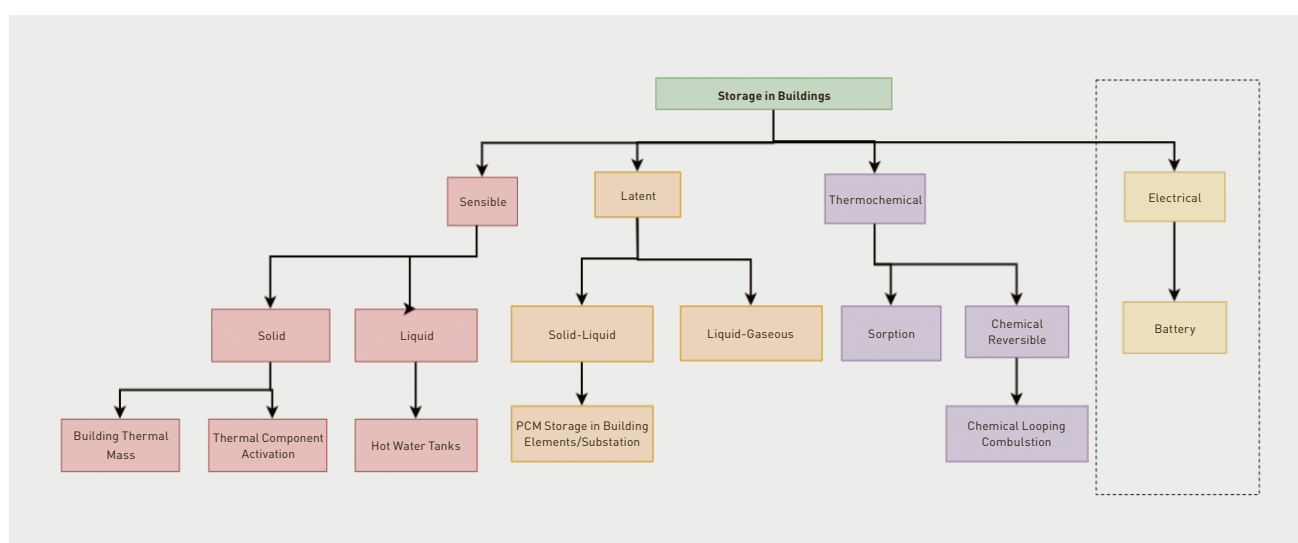 Storage in Buildings
Sensible
Latent
Thermochemical
Electrical
Solid
Liquid
Solid-Liquid
Liquid-Gaseous
Sorption
Chemical
Reversible
Battery
Building Thermal
Mass
Thermal Component
Activation
Hot Water Tanks
PCM Storage in Building
Elements/Substation
Chemical Looping
Combulstion